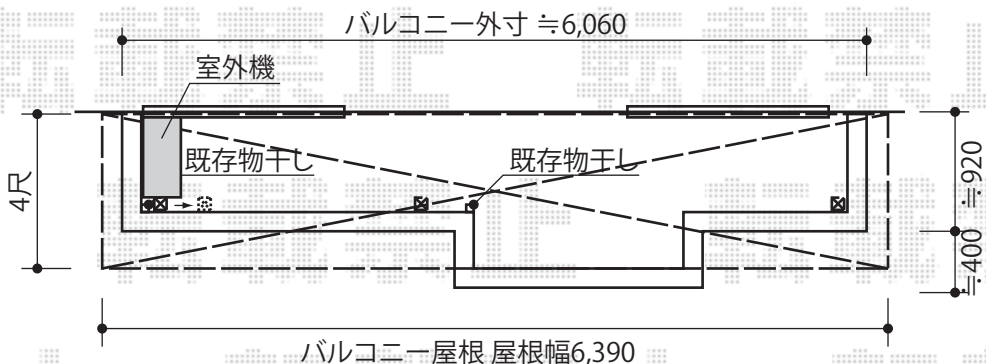 バルコニー外寸 ≒6,060
室外機
既存物干し
既存物干し
4尺
≒920
≒400
バルコニー屋根 屋根幅6,390